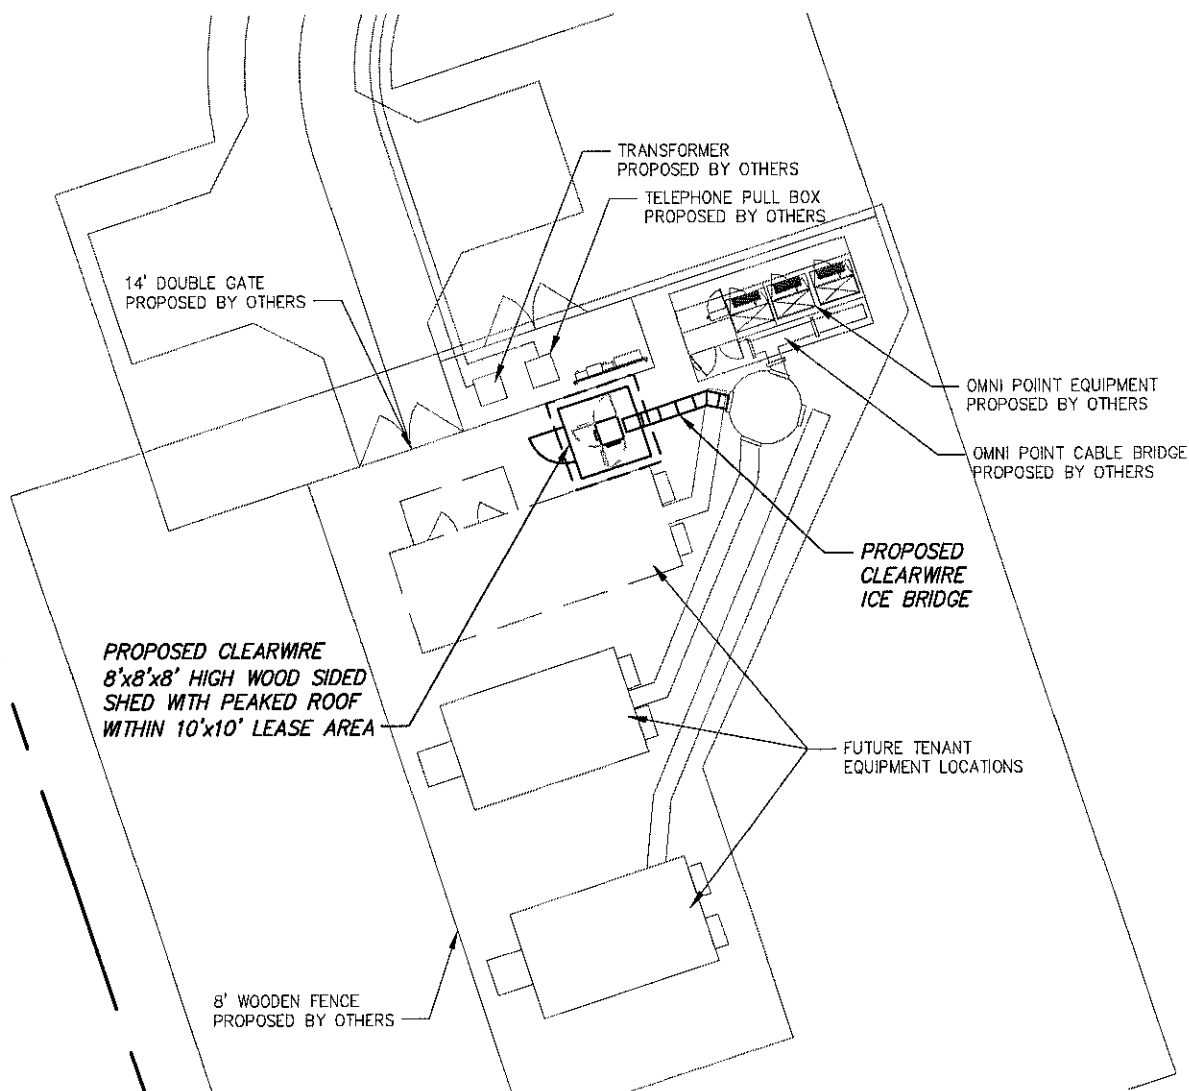 TRANSFORMER
PROPOSED BY OTHERS
TELEPHONE PULL BOX
PROPOSED BY OTHERS
14' DOUBLE GATE
PROPOSED BY OTHERS
OMNI POINT EQUIPMENT
PROPOSED BY OTHERS
OMNI POINT CABLE BRIDGE
PROPOSED BY OTHERS
PROPOSED
CLEARWIRE
ICE BRIDGE
PROPOSED CLEARWIRE
8'x8'x8' HIGH WOOD SIDED
SHED WITH PEAKED ROOF
WITHIN 10'x10' LEASE AREA
FUTURE TENANT
EQUIPMENT LOCATIONS
8' WOODEN FENCE
PROPOSED BY OTHERS